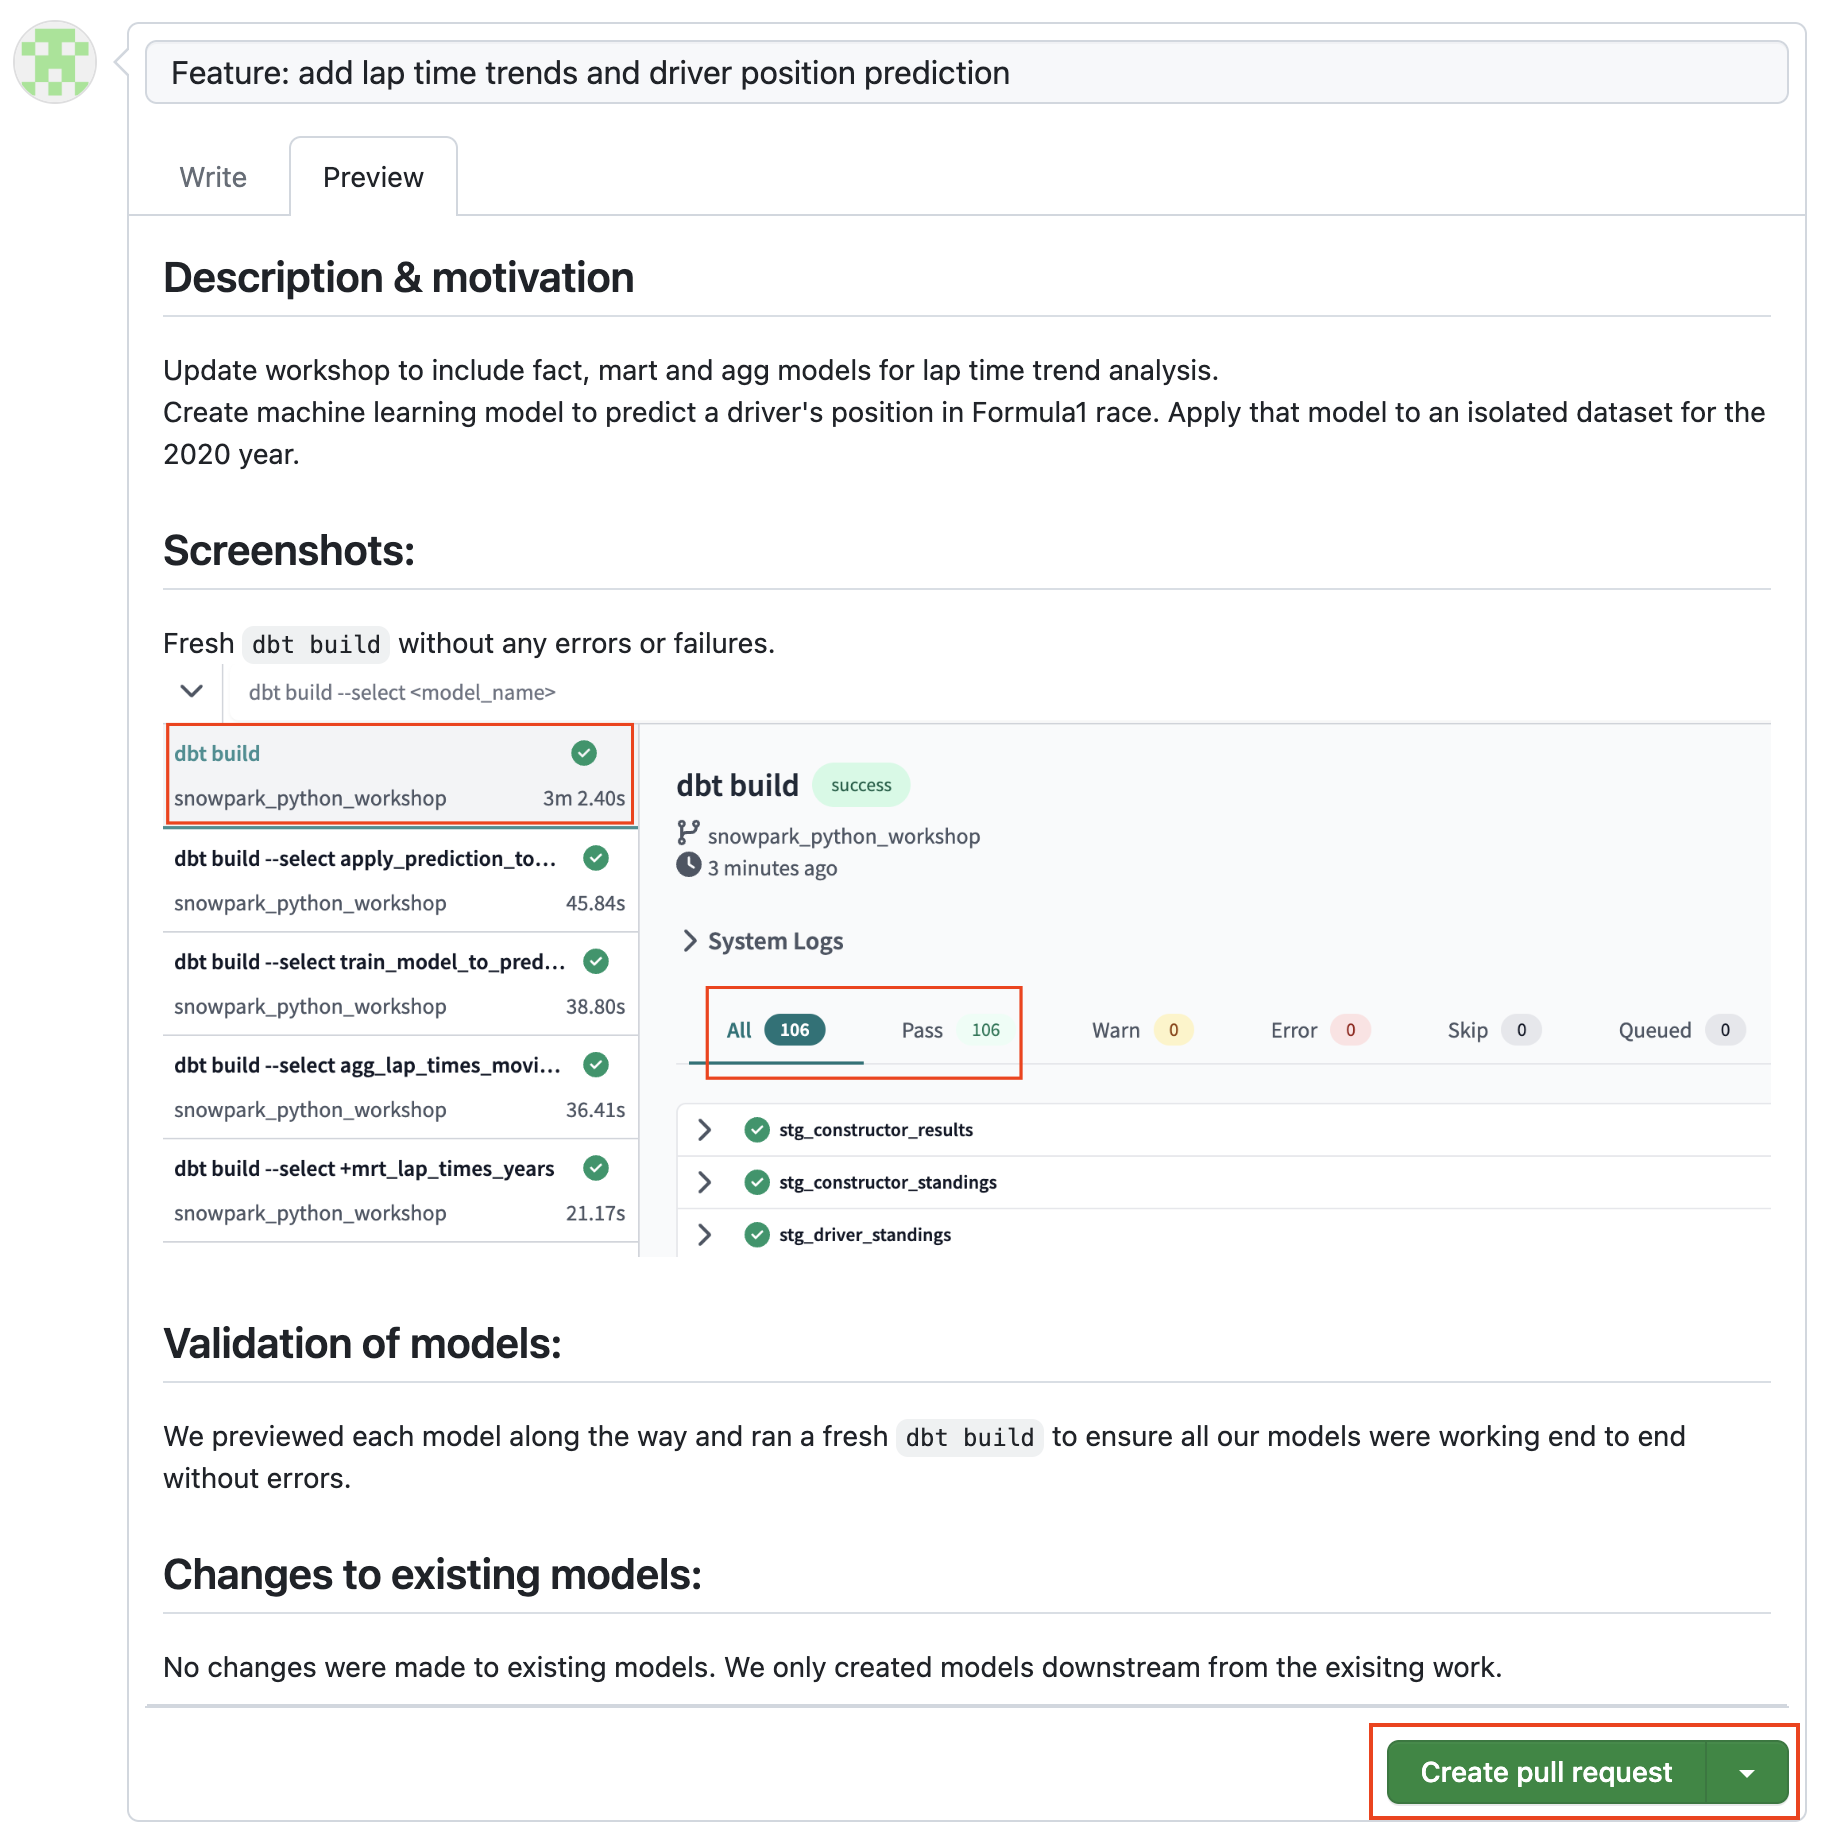 Feature: add lap time trends and driver position prediction
Write
Preview
Description & motivation
Update workshop to include fact, mart and agg models for lap time trend analysis.
Create machine learning model to predict a driver's position in Formula1 race. Apply that model to an isolated dataset for the
2020 year.
Screenshots:
Fresh dbt build without any errors or failures.
dbt build --select <model_name>
dbt build
snowpark_python_workshop 3m 2.40s
dbt build --select apply_prediction_to...
snowpark_python_workshop 45.84s
dbt build --select train_model_to_pred...
snowpark_python_workshop 38.80s
dbt build --select agg_lap_times_movi...
snowpark_python_workshop 36.41s
dbt build --select +mrt_lap_times_years
snowpark_python_workshop 21.17s
dbt build success
snowpark_python_workshop
3 minutes ago
System Logs
All 106 Pass 106 Warn 0 Error 0 Skip 0 Queued 0
stg_constructor_results
stg_constructor_standings
stg_driver_standings
Validation of models:
We previewed each model along the way and ran a fresh dbt build to ensure all our models were working end to end
without errors.
Changes to existing models:
No changes were made to existing models. We only created models downstream from the exisitng work.
Create pull request